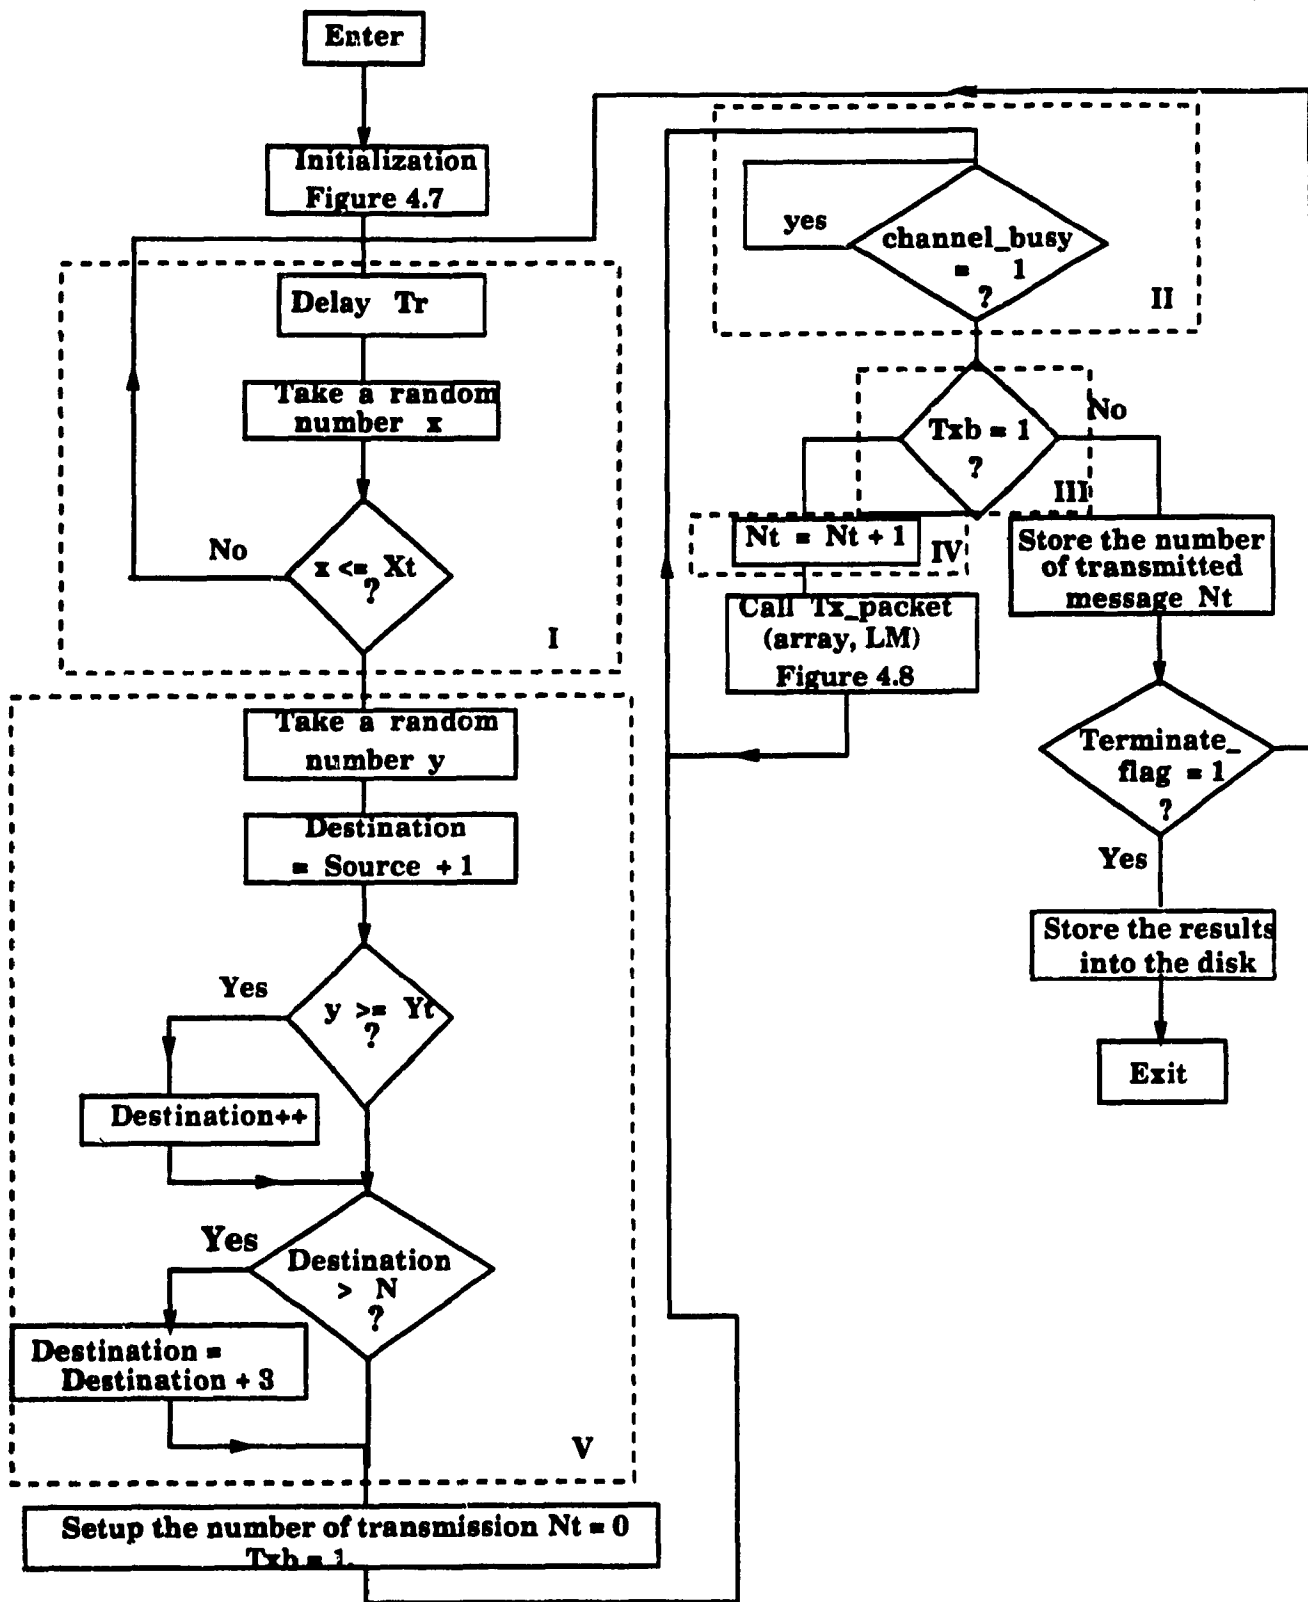 Enter
Initialization
Figure 4.7
Delay Tr
Take a random
number x
x <= Xt
?
No
I
Take a random
number y
Destination
= Source + 1
Yes
y >= Yt
?
Destination++
Yes
Destination
> N
?
Destination =
Destination + 3
V
Setup the number of transmission Nt = 0
Txb = 1.
yes
channel_busy
= 1
?
II
Txb = 1
?
No
III
Nt = Nt + 1
IV
Call Tx_packet
(array, LM)
Figure 4.8
Store the number
of transmitted
message Nt
Terminate_
flag = 1
?
Yes
Store the results
into the disk
Exit